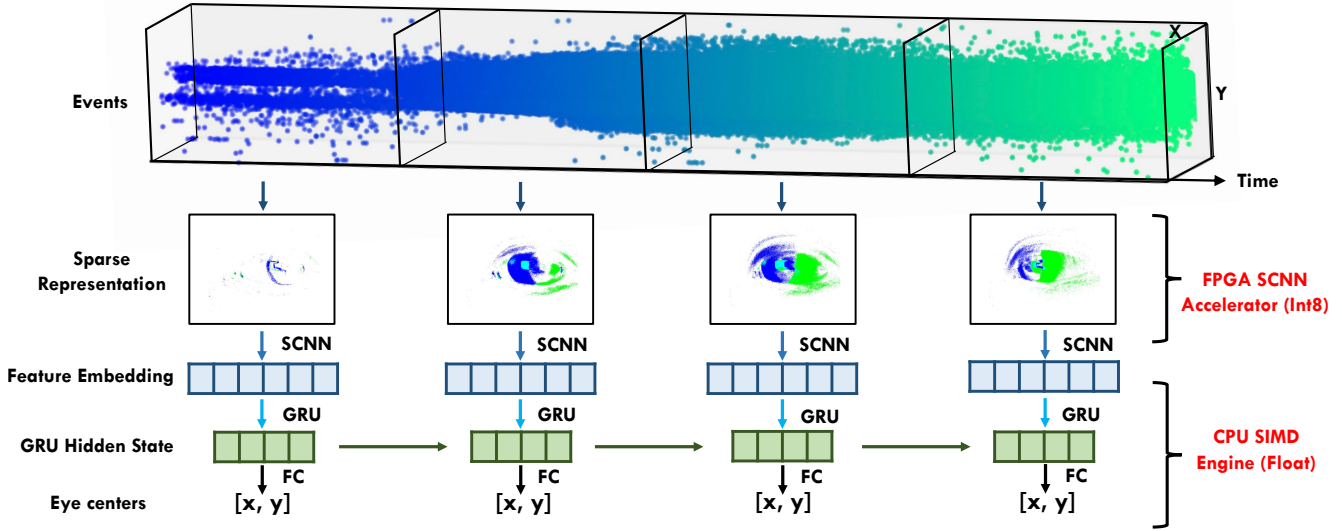 X
Events
Y
Time
Sparse
Representation
FPGA SCNN
Accelerator (Int8)
SCNN SCNN SCNN SCNN
Feature Embedding
GRU GRU GRU GRU
GRU Hidden State
CPU SIMD
Engine (Float)
FC FC FC FC
Eye centers [x, y] [x, y] [x, y] [x, y]